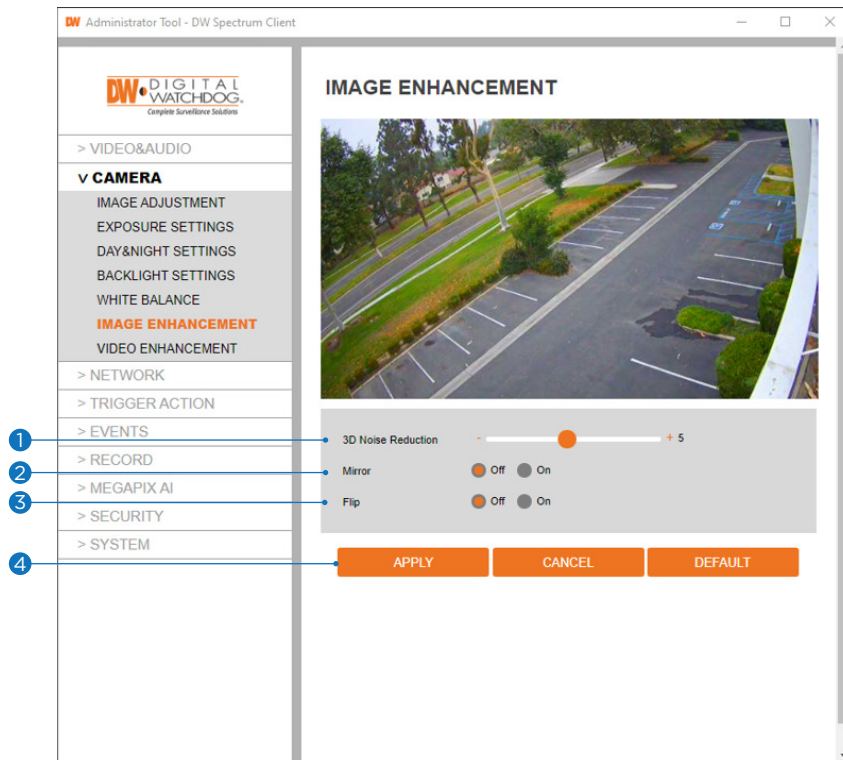 DW Administrator Tool - DW Spectrum Client
DW DIGITAL
WATCHDOG.
Complete Surveillance Solutions
> VIDEO&AUDIO
v CAMERA
IMAGE ADJUSTMENT
EXPOSURE SETTINGS
DAY&NIGHT SETTINGS
BACKLIGHT SETTINGS
WHITE BALANCE
IMAGE ENHANCEMENT
VIDEO ENHANCEMENT
> NETWORK
> TRIGGER ACTION
> EVENTS
> RECORD
> MEGAPIX AI
> SECURITY
> SYSTEM
IMAGE ENHANCEMENT
1 3D Noise Reduction - + 5
2 Mirror Off On
3 Flip Off On
4 APPLY CANCEL DEFAULT